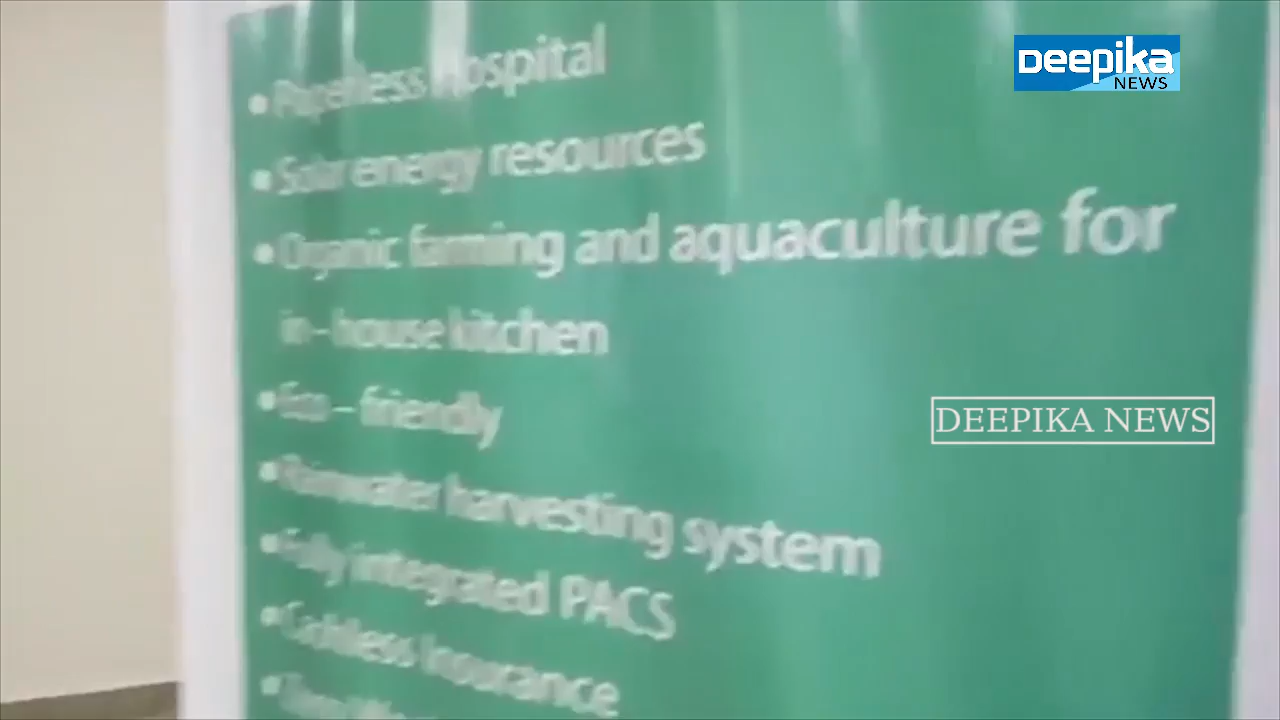 Deepika
NEWS
• Paperless Hospital
• Solar energy resources
• Organic farming and aquaculture for
in - house kitchen
• Eco – friendly
DEEPIKA NEWS
• Rainwater harvesting system
• Fully integrated PACS
• Cashless Insurance